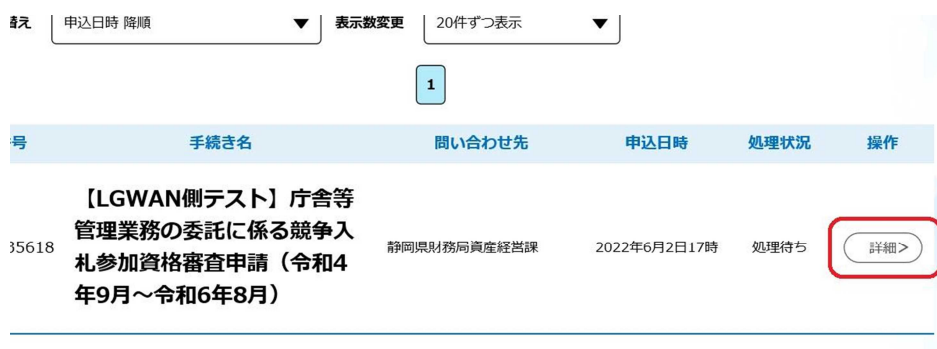 替え 申込日時 降順 ▼ 表示数変更 20件ずつ表示 ▼
1
号 手続き名 問い合わせ先 申込日時 処理状況 操作
【LGWAN側テスト】庁舎等
管理業務の委託に係る競争入
35618 静岡県財務局資産経営課 2022年6月2日17時 処理待ち 詳細>
札参加資格審査申請（令和4
年9月～令和6年8月）